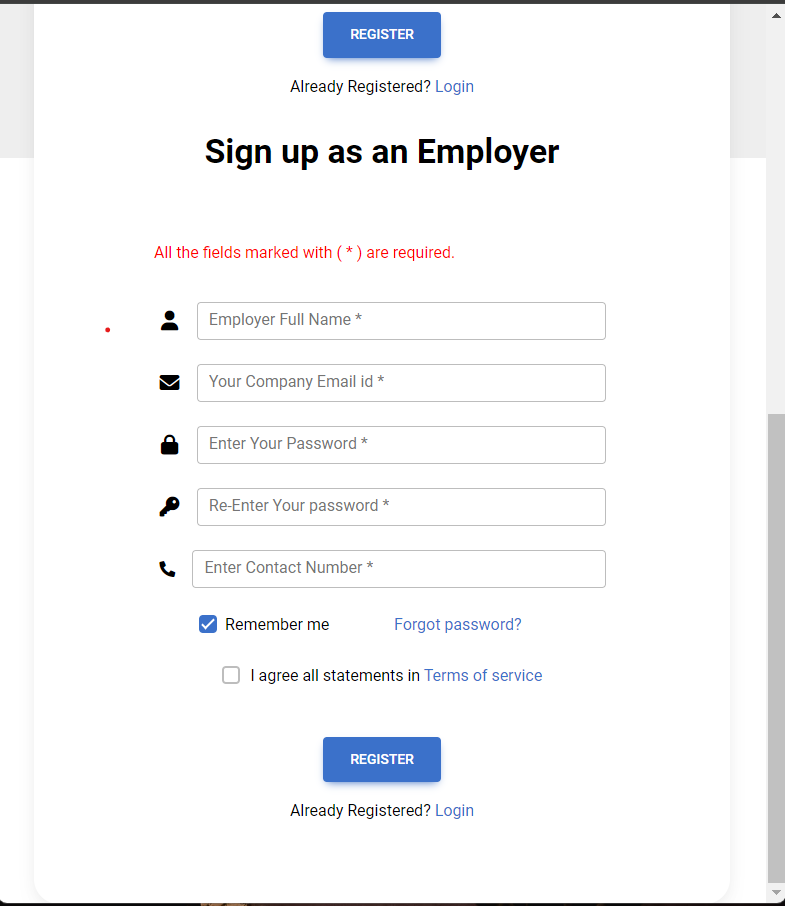 REGISTER
Already Registered? Login
Sign up as an Employer
All the fields marked with ( * ) are required.
Employer Full Name *
Your Company Email id *
Enter Your Password *
Re-Enter Your password *
Enter Contact Number *
Remember me Forgot password?
I agree all statements in Terms of service
REGISTER
Already Registered? Login